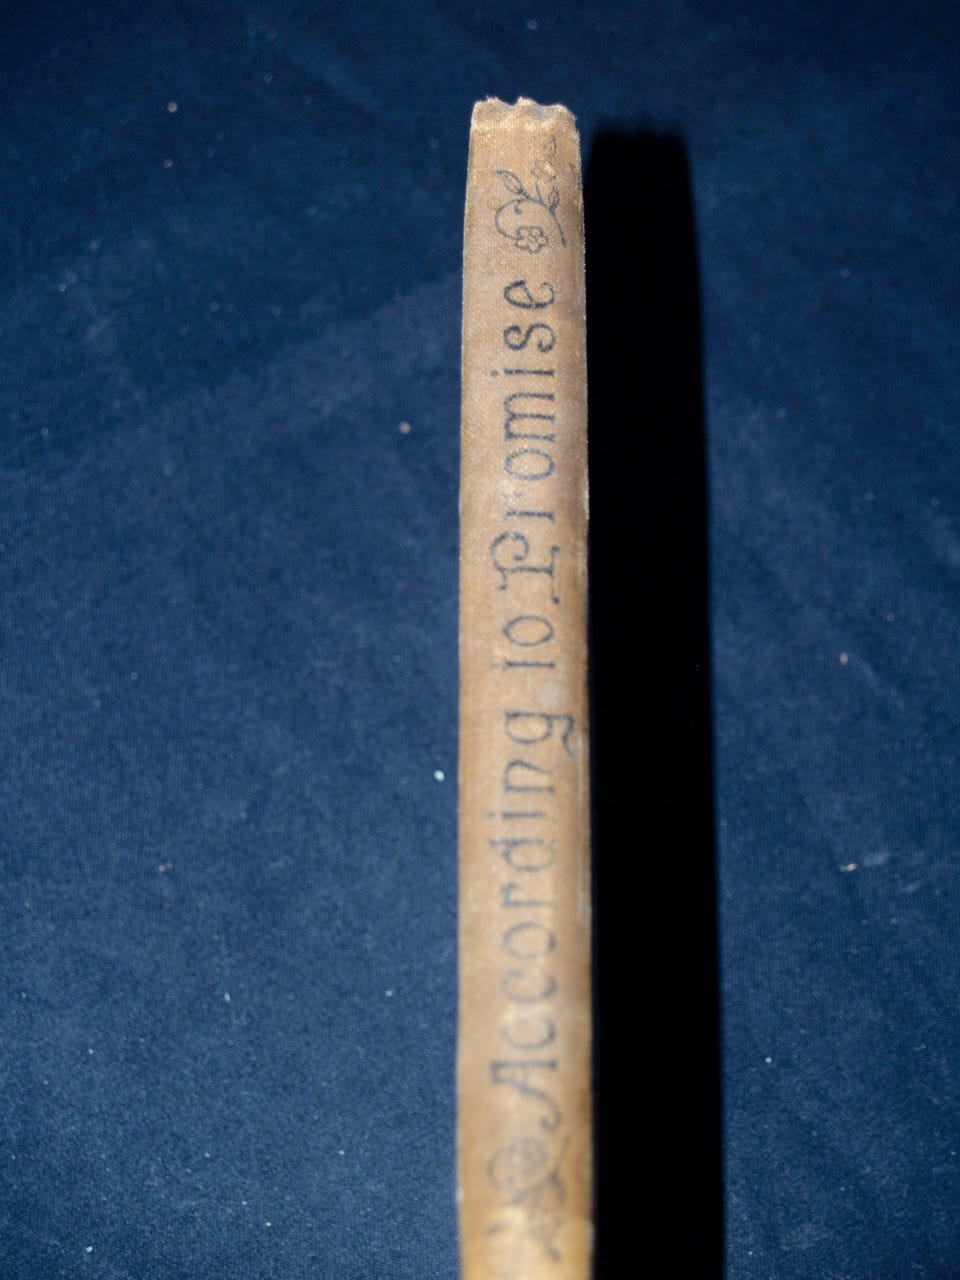 According to Promise